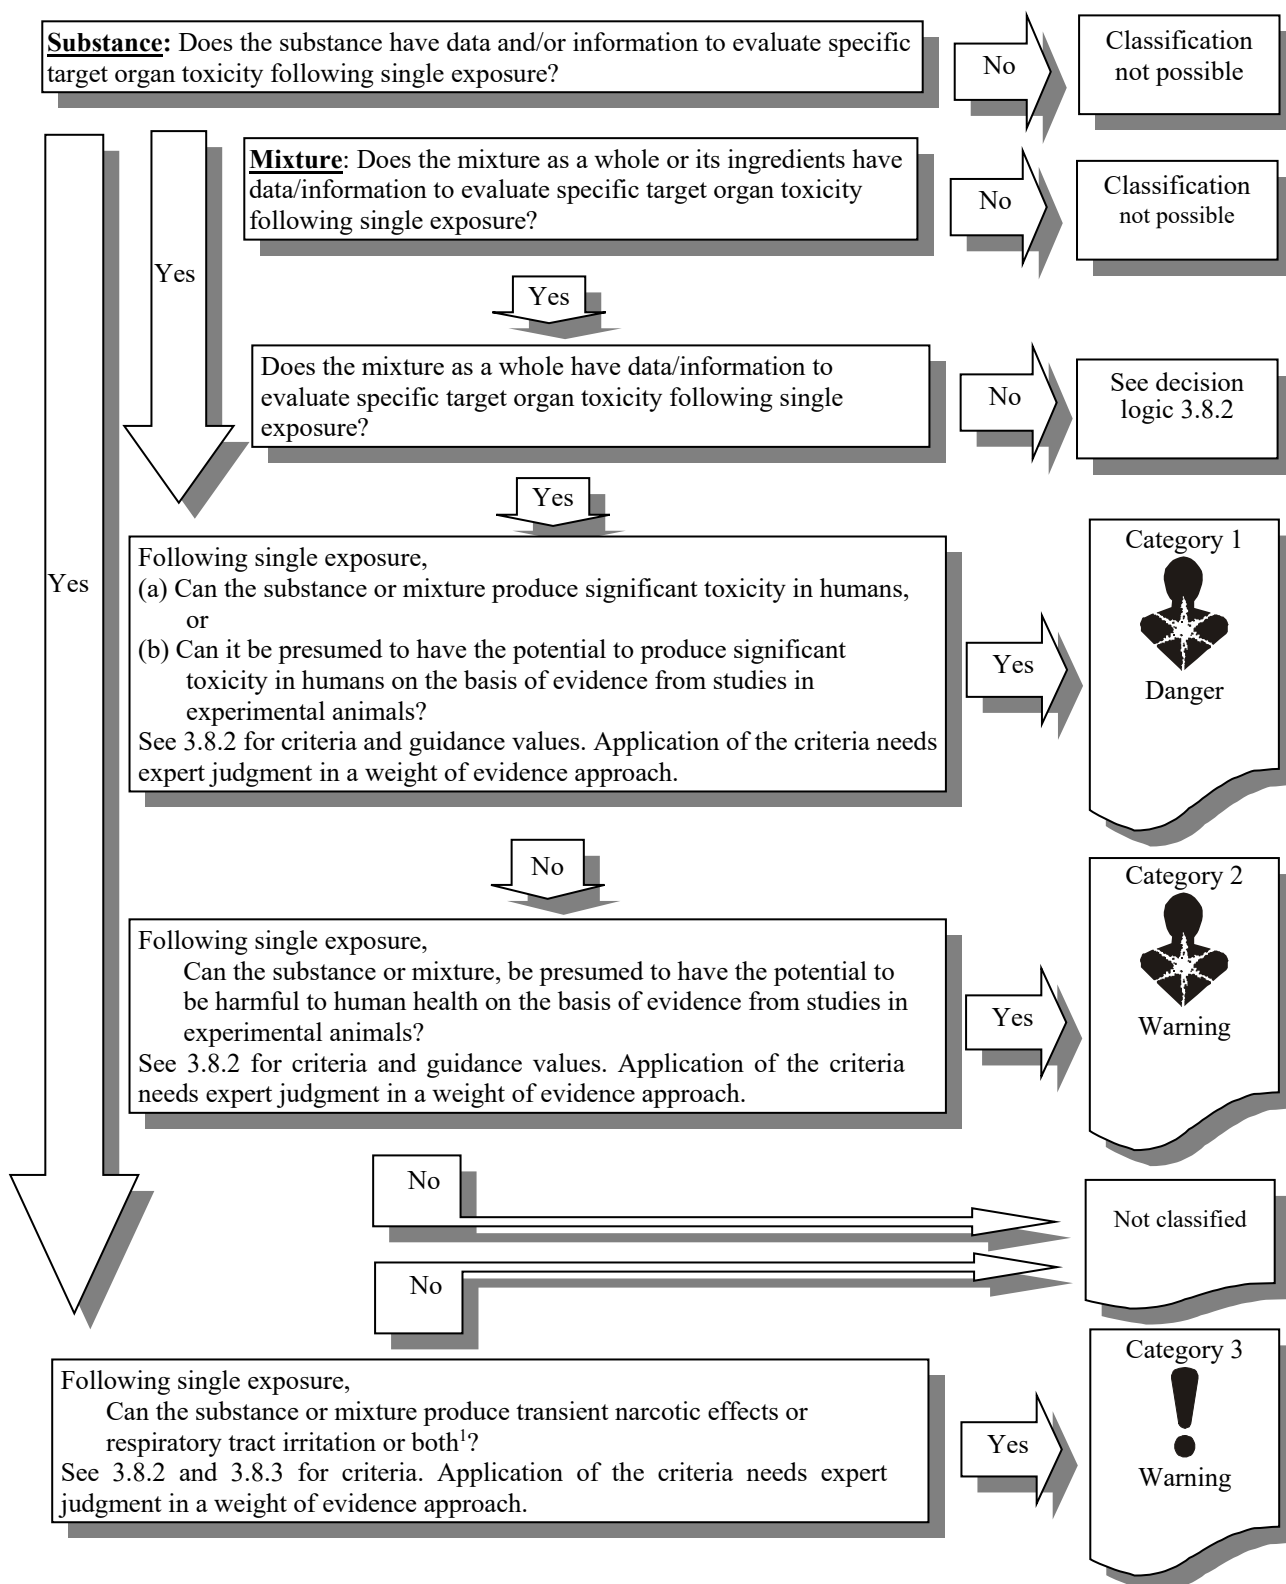 Substance: Does the substance have data and/or information to evaluate specific
target organ toxicity following single exposure?
No
Classification
not possible
Mixture: Does the mixture as a whole or its ingredients have
data/information to evaluate specific target organ toxicity
following single exposure?
No
Classification
not possible
Yes
Yes
Does the mixture as a whole have data/information to
evaluate specific target organ toxicity following single
exposure?
No
See decision
logic 3.8.2
Yes
Yes
Following single exposure,
(a) Can the substance or mixture produce significant toxicity in humans,
or
(b) Can it be presumed to have the potential to produce significant
toxicity in humans on the basis of evidence from studies in
experimental animals?
See 3.8.2 for criteria and guidance values. Application of the criteria needs
expert judgment in a weight of evidence approach.
Yes
Category 1
Danger
No
Following single exposure,
Can the substance or mixture, be presumed to have the potential to
be harmful to human health on the basis of evidence from studies in
experimental animals?
See 3.8.2 for criteria and guidance values. Application of the criteria
needs expert judgment in a weight of evidence approach.
Yes
Category 2
Warning
No
Not classified
No
Following single exposure,
Can the substance or mixture produce transient narcotic effects or
respiratory tract irritation or both¹?
See 3.8.2 and 3.8.3 for criteria. Application of the criteria needs expert
judgment in a weight of evidence approach.
Yes
Category 3
Warning